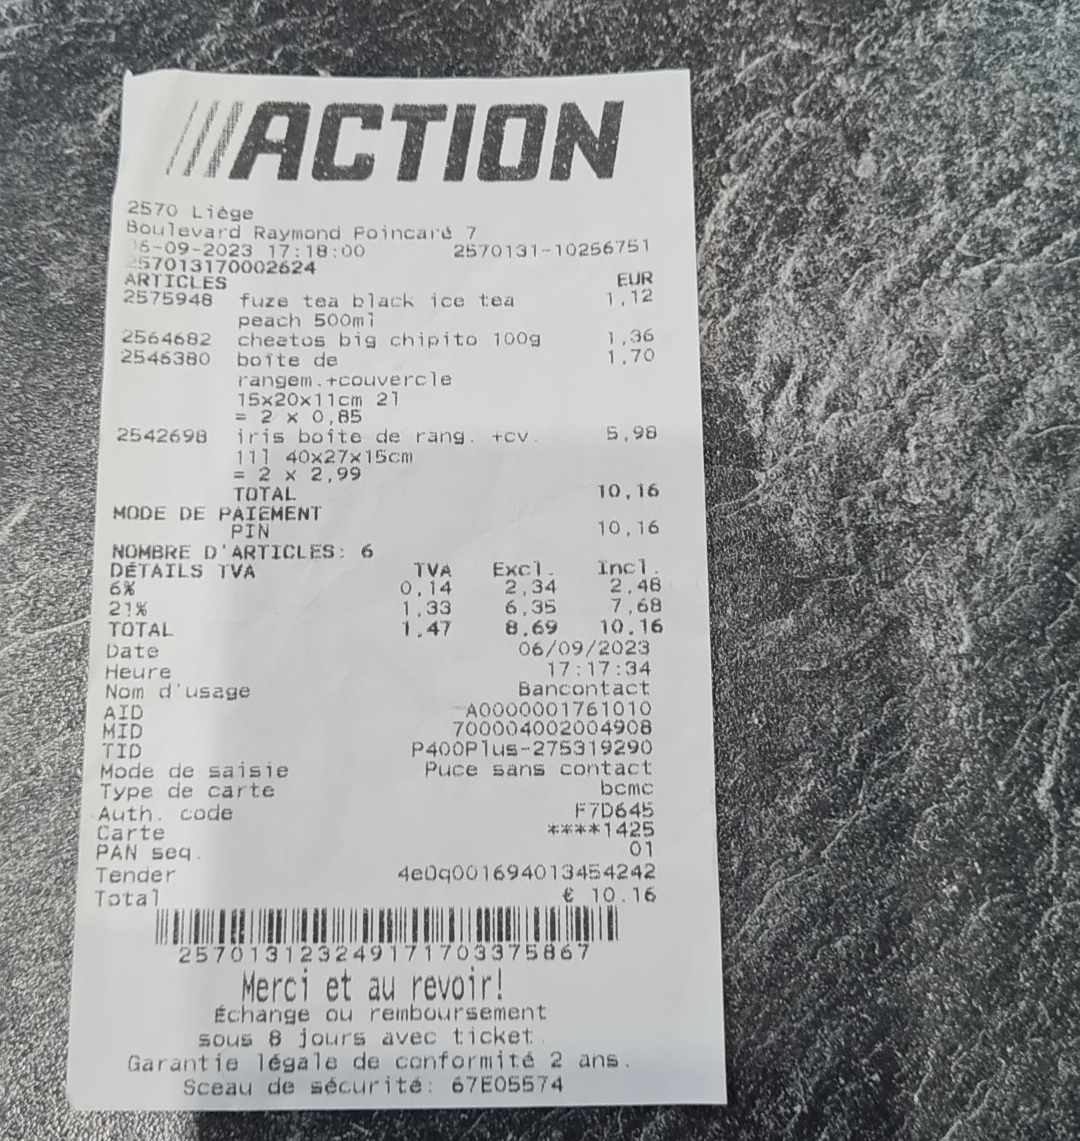 ///ACTION
2570 Liège
Boulevard Raymond Poincaré 7
06-09-2023 17:18:00 2570131-10256751
257013170002624
ARTICLES EUR
2575948 fuze tea black ice tea 1,12
peach 500ml
2564682 cheetos big chipito 100g 1,36
2546380 boîte de 1,70
rangem.+couvercle
15x20x11cm 2l
= 2 x 0,85
2542698 iris boîte de rang. +cv. 5,98
11l 40x27x15cm
= 2 x 2,99
TOTAL 10,16
MODE DE PAIEMENT
PIN 10,16
NOMBRE D'ARTICLES: 6
DÉTAILS TVA TVA Excl. Incl.
6% 0,14 2,34 2,48
21% 1,33 6,35 7,68
TOTAL 1.47 8.69 10.16
Date 06/09/2023
Heure 17:17:34
Nom d'usage Bancontact
AID A0000001761010
MID 700004002004908
TID P400Plus-275319290
Mode de saisie Puce sans contact
Type de carte bcmc
Auth. code F7D645
Carte ****1425
PAN seq. 01
Tender 4e0q001694013454242
Total € 10.16
2570131232491717033​75867
Merci et au revoir!
Échange ou remboursement
sous 8 jours avec ticket.
Garantie légale de conformité 2 ans.
Sceau de sécurité: 67E05574